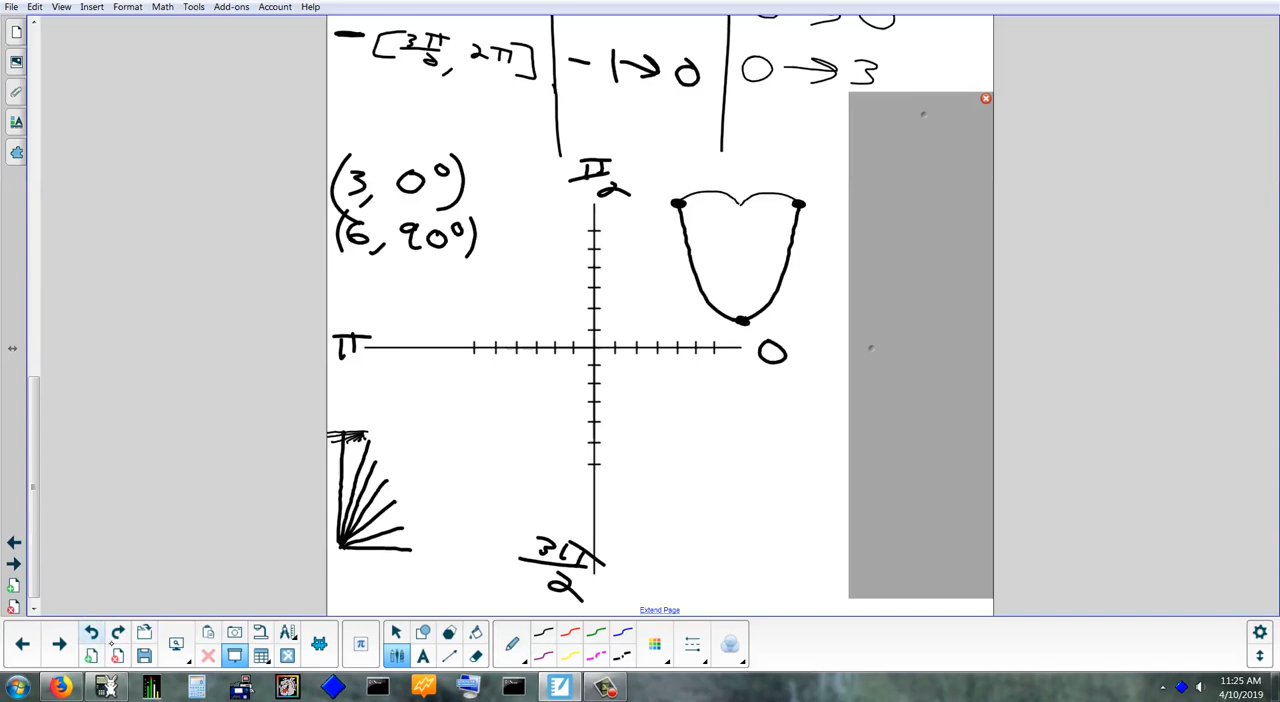 File Edit View Insert Format Math Tools Add-ons Account Help
- [3π/2, 2π] -1→0 0→3
π/2
(3, 0°)
(6, 90°)
π 0
3π/2
Extend Page
A
π
11:25 AM
4/10/2019